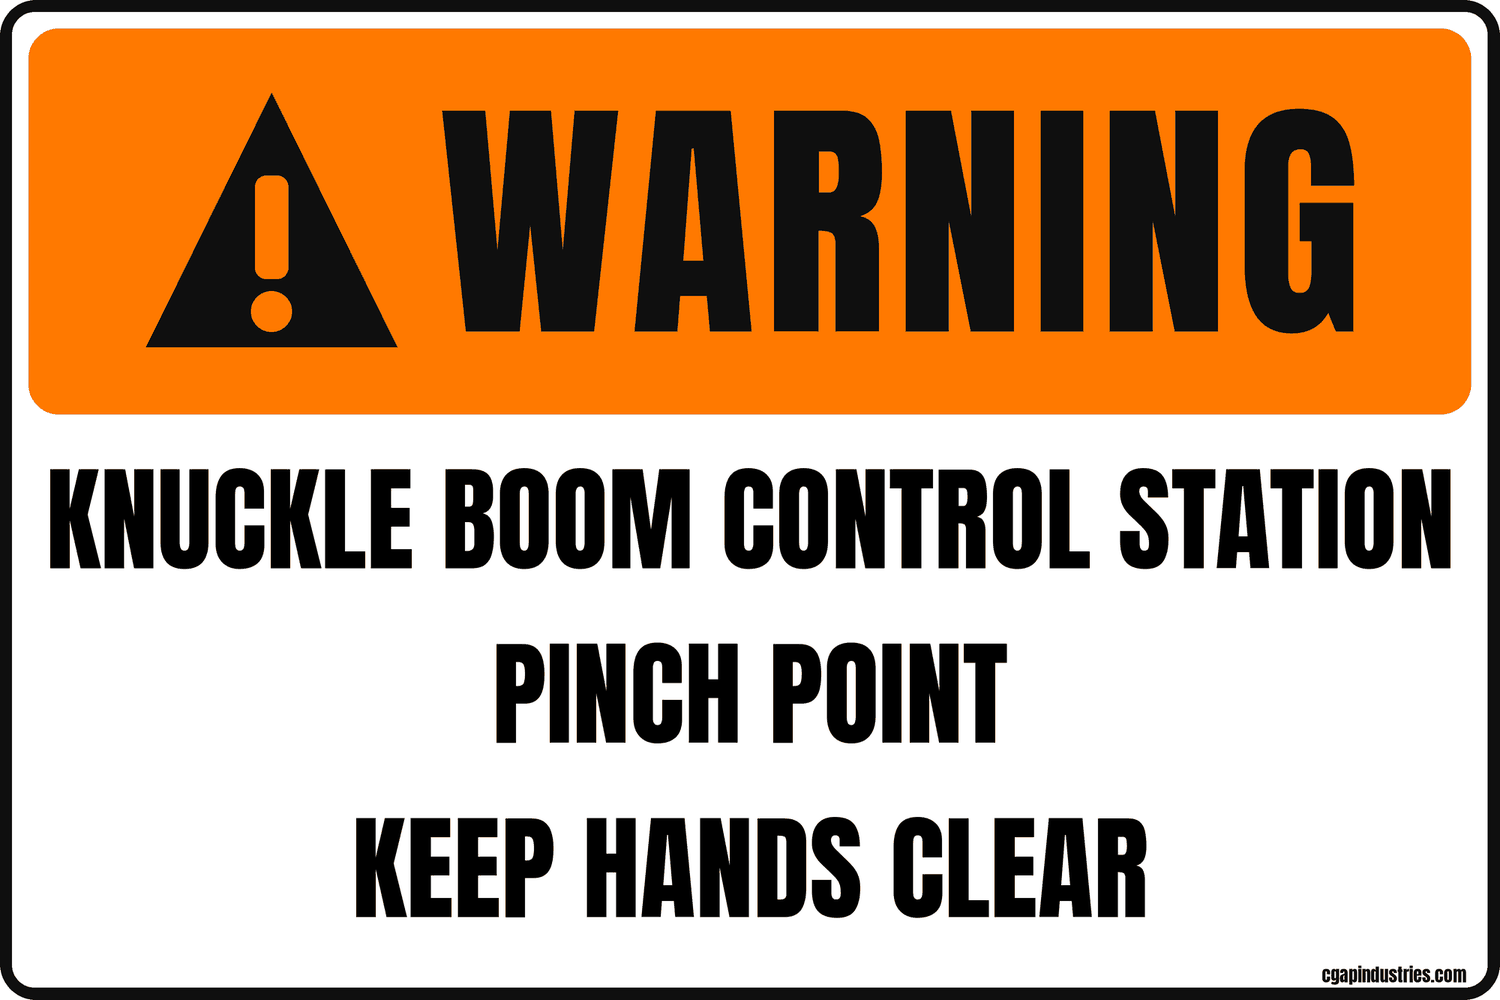 WARNING
KNUCKLE BOOM CONTROL STATION
PINCH POINT
KEEP HANDS CLEAR
cgapindustries.com